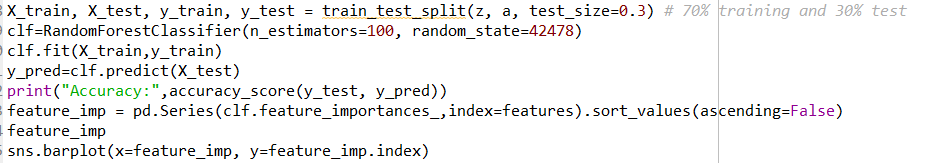 X_train, X_test, y_train, y_test = train_test_split(z, a, test_size=0.3) # 70% training and 30% test
clf=RandomForestClassifier(n_estimators=100, random_state=42478)
clf.fit(X_train,y_train)
y_pred=clf.predict(X_test)
print("Accuracy:",accuracy_score(y_test, y_pred))
feature_imp = pd.Series(clf.feature_importances_,index=features).sort_values(ascending=False)
feature_imp
sns.barplot(x=feature_imp, y=feature_imp.index)